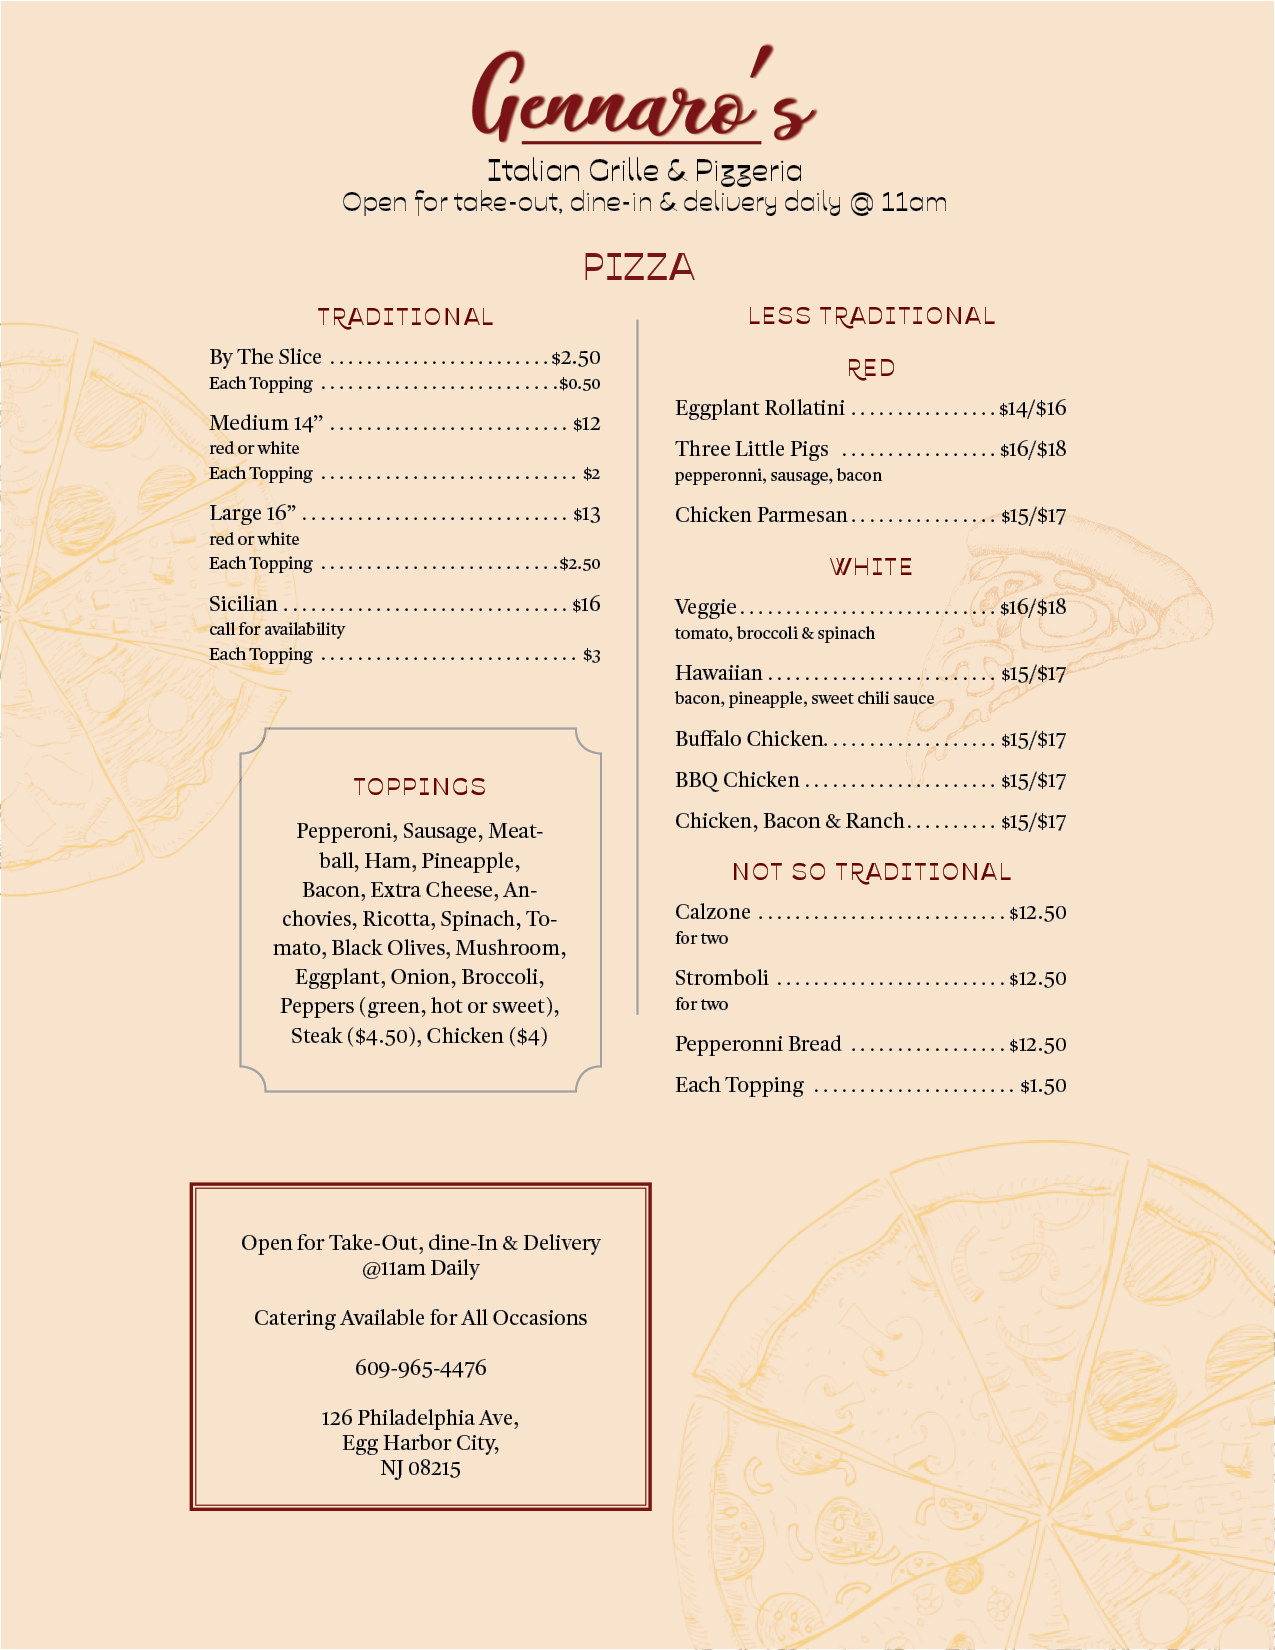 Gennaro's
Italian Grille & Pizzeria
Open for take-out, dine-in & delivery daily @ 11am
PIZZA
TRADITIONAL
By The Slice . . . . . . . . . . . . . . . . . . . . . . . . $2.50
Each Topping . . . . . . . . . . . . . . . . . . . . . . . . . . $0.50
Medium 14” . . . . . . . . . . . . . . . . . . . . . . . . . . $12
red or white
Each Topping . . . . . . . . . . . . . . . . . . . . . . . . . . . . $2
Large 16” . . . . . . . . . . . . . . . . . . . . . . . . . . . . . $13
red or white
Each Topping . . . . . . . . . . . . . . . . . . . . . . . . . . $2.50
Sicilian . . . . . . . . . . . . . . . . . . . . . . . . . . . . . . . $16
call for availability
Each Topping . . . . . . . . . . . . . . . . . . . . . . . . . . . . $3
TOPPINGS
Pepperoni, Sausage, Meat-
ball, Ham, Pineapple,
Bacon, Extra Cheese, An-
chovies, Ricotta, Spinach, To-
mato, Black Olives, Mushroom,
Eggplant, Onion, Broccoli,
Peppers (green, hot or sweet),
Steak ($4.50), Chicken ($4)
LESS TRADITIONAL
RED
Eggplant Rollatini . . . . . . . . . . . . . . . . $14/$16
Three Little Pigs . . . . . . . . . . . . . . . . . $16/$18
pepperonni, sausage, bacon
Chicken Parmesan . . . . . . . . . . . . . . . . $15/$17
WHITE
Veggie . . . . . . . . . . . . . . . . . . . . . . . . . . . . $16/$18
tomato, broccoli & spinach
Hawaiian . . . . . . . . . . . . . . . . . . . . . . . . . $15/$17
bacon, pineapple, sweet chili sauce
Buffalo Chicken. . . . . . . . . . . . . . . . . . . $15/$17
BBQ Chicken . . . . . . . . . . . . . . . . . . . . . $15/$17
Chicken, Bacon & Ranch . . . . . . . . . . $15/$17
NOT SO TRADITIONAL
Calzone . . . . . . . . . . . . . . . . . . . . . . . . . . . $12.50
for two
Stromboli . . . . . . . . . . . . . . . . . . . . . . . . . $12.50
for two
Pepperonni Bread . . . . . . . . . . . . . . . . . $12.50
Each Topping . . . . . . . . . . . . . . . . . . . . . . $1.50
Open for Take-Out, dine-In & Delivery
@11am Daily
Catering Available for All Occasions
609-965-4476
126 Philadelphia Ave,
Egg Harbor City,
NJ 08215